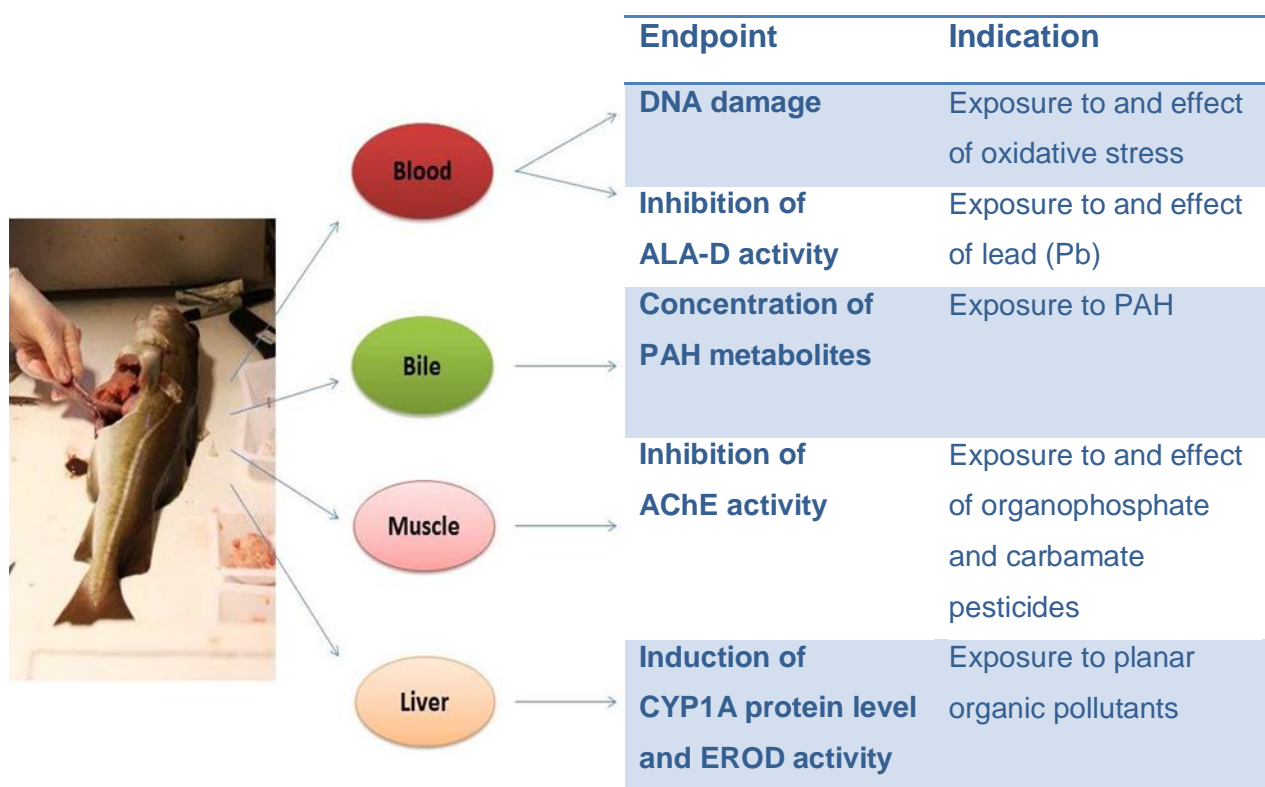 Endpoint Indication
Blood
DNA damage
Exposure to and effect
of oxidative stress
Inhibition of
ALA-D activity
Exposure to and effect
of lead (Pb)
Bile
Concentration of
PAH metabolites
Exposure to PAH
Muscle
Inhibition of
AChE activity
Exposure to and effect
of organophosphate
and carbamate
pesticides
Liver
Induction of
CYP1A protein level
and EROD activity
Exposure to planar
organic pollutants